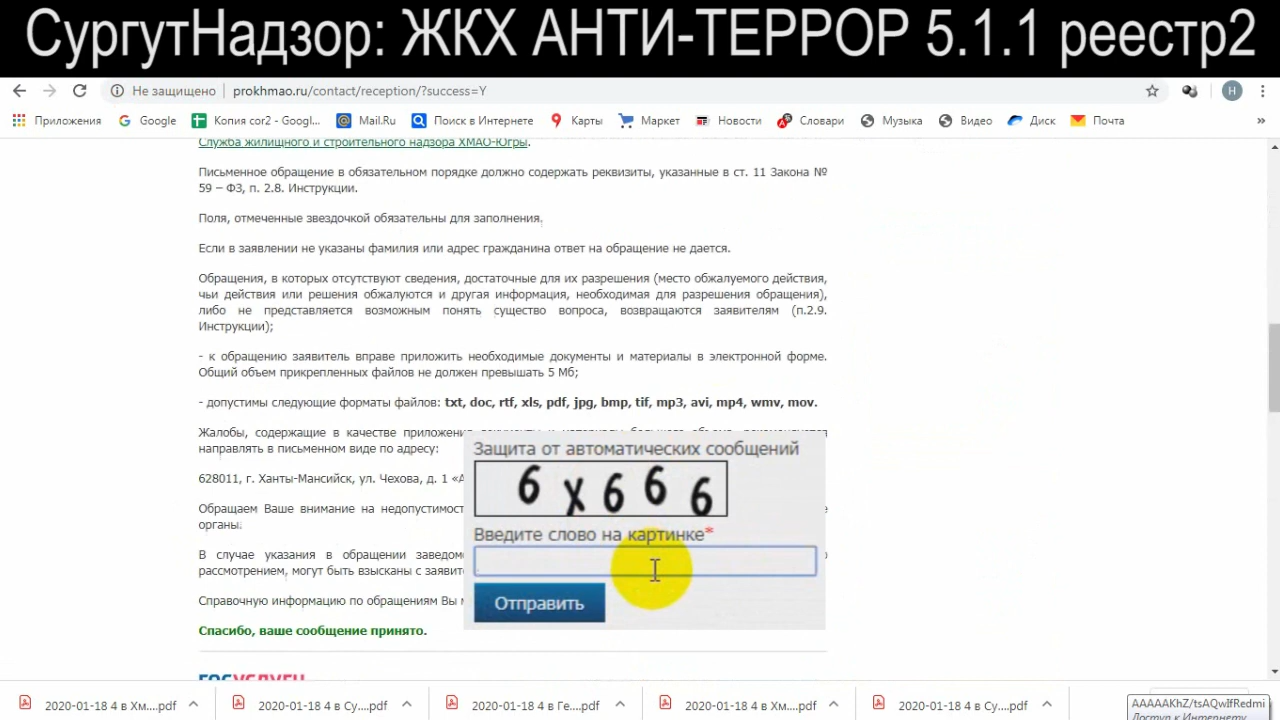 СургутНадзор: ЖКХ АНТИ-ТЕРРОР 5.1.1 реестр2
Не защищено prokhmao.ru/contact/reception/?success=Y
Н
Приложения Google Копия cor2 - Googl... Mail.Ru Поиск в Интернете Карты Маркет Новости Словари Музыка Видео Диск Почта »
Служба жилищного и строительного надзора ХМАО-Югры.
Письменное обращение в обязательном порядке должно содержать реквизиты, указанные в ст. 11 Закона №
59 – ФЗ, п. 2.8. Инструкции.
Поля, отмеченные звездочкой обязательны для заполнения.
Если в заявлении не указаны фамилия или адрес гражданина ответ на обращение не дается.
Обращения, в которых отсутствуют сведения, достаточные для их разрешения (место обжалуемого действия,
чьи действия или решения обжалуются и другая информация, необходимая для разрешения обращения),
либо не представляется возможным понять существо вопроса, возвращаются заявителям (п.2.9.
Инструкции);
- к обращению заявитель вправе приложить необходимые документы и материалы в электронной форме.
Общий объем прикрепленных файлов не должен превышать 5 Мб;
- допустимы следующие форматы файлов: txt, doc, rtf, xls, pdf, jpg, bmp, tif, mp3, avi, mp4, wmv, mov.
Жалобы, содержащие в качестве приложения
направлять в письменном виде по адресу:
628011, г. Ханты-Мансийск, ул. Чехова, д. 1 «А
Обращаем Ваше внимание на недопустимост
органы.
В случае указания в обращении заведом
рассмотрением, могут быть взысканы с заявите
Справочную информацию по обращениям Вы м
Спасибо, ваше сообщение принято.
Защита от автоматических сообщений
6 x 6 6 6
Введите слово на картинке*
Отправить
ГОСУСЛУГИ
2020-01-18 4 в Хм....pdf 2020-01-18 4 в Су....pdf 2020-01-18 4 в Ге....pdf 2020-01-18 4 в Хм....pdf 2020-01-18 4 в Су....pdf
AAAAAKhZ/tsAQwIfRedmi
Доступ к Интернету